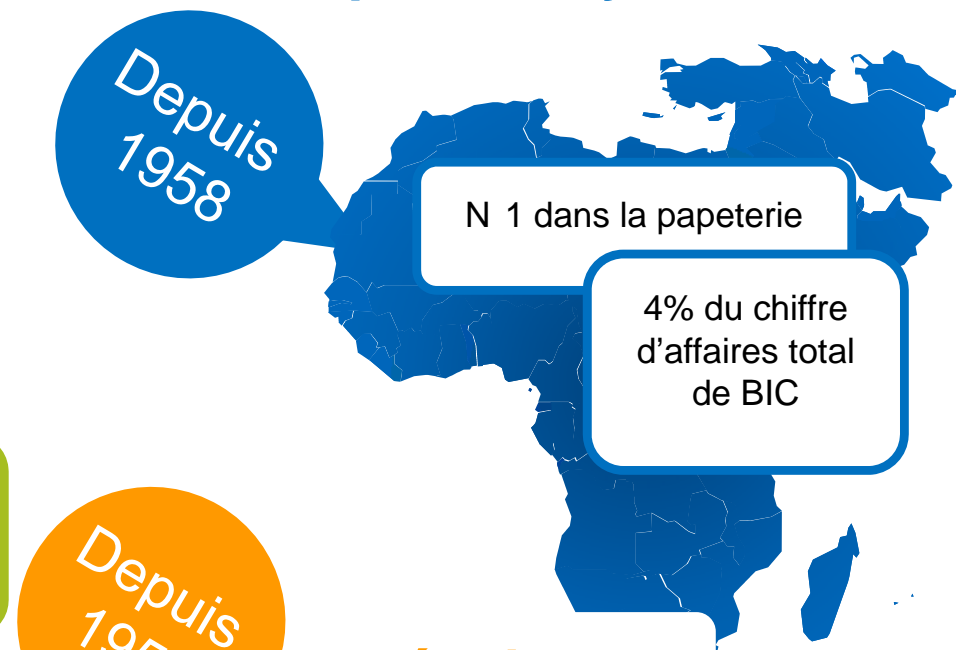 Depuis
1958
N 1 dans la papeterie
4% du chiffre
d'affaires total
de BIC
Depuis